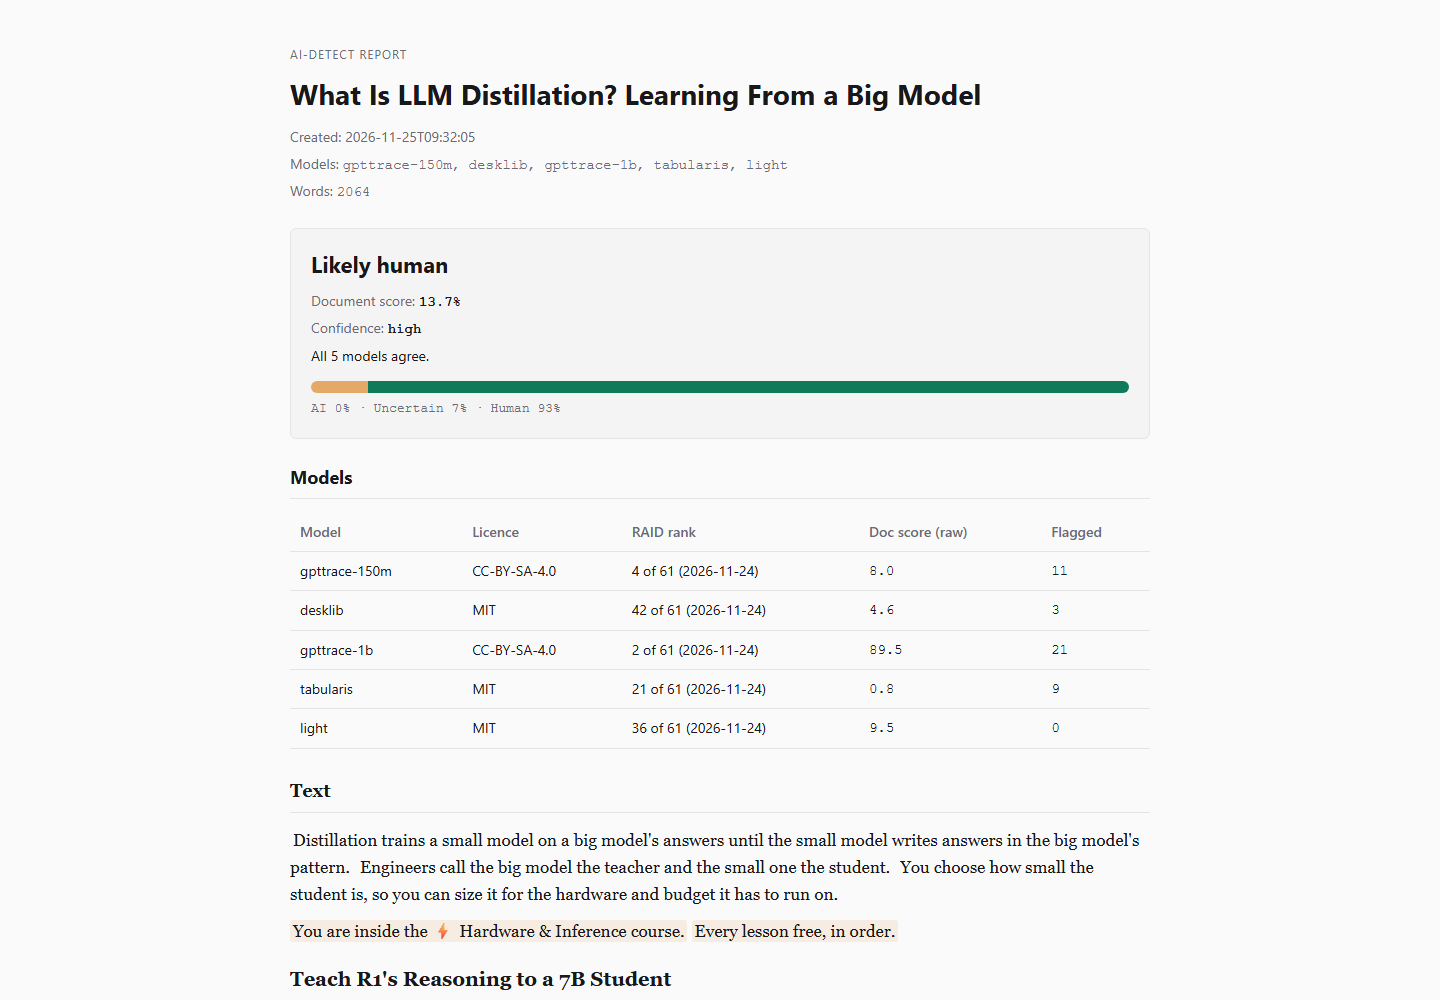 AI-DETECT REPORT
What Is LLM Distillation? Learning From a Big Model
Created: 2026-11-25T09:32:05
Models: gpttrace-150m, desklib, gpttrace-1b, tabularis, light
Words: 2064
Likely human
Document score: 13.7%
Confidence: high
All 5 models agree.
AI 0% · Uncertain 7% · Human 93%
Models
Model Licence RAID rank Doc score (raw) Flagged
gpttrace-150m CC-BY-SA-4.0 4 of 61 (2026-11-24) 8.0 11
desklib MIT 42 of 61 (2026-11-24) 4.6 3
gpttrace-1b CC-BY-SA-4.0 2 of 61 (2026-11-24) 89.5 21
tabularis MIT 21 of 61 (2026-11-24) 0.8 9
light MIT 36 of 61 (2026-11-24) 9.5 0
Text
Distillation trains a small model on a big model's answers until the small model writes answers in the big model's
pattern. Engineers call the big model the teacher and the small one the student. You choose how small the
student is, so you can size it for the hardware and budget it has to run on.
You are inside the ⚡ Hardware & Inference course. Every lesson free, in order.
Teach R1's Reasoning to a 7B Student